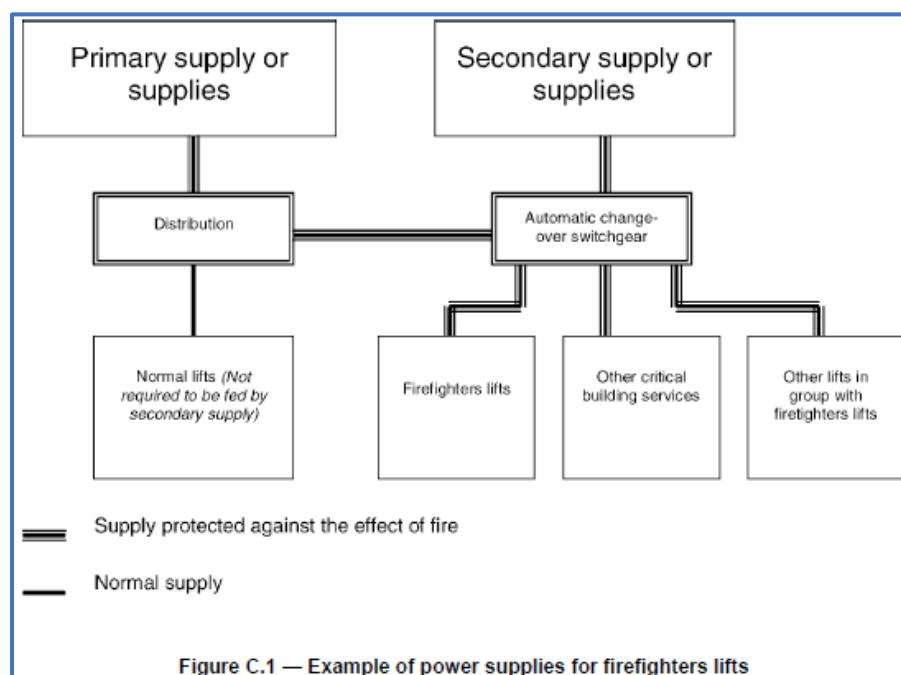 Primary supply or
supplies
Secondary supply or
supplies
Distribution
Automatic change-
over switchgear
Normal lifts (Not
required to be fed by
secondary supply)
Firefighters lifts
Other critical
building services
Other lifts in
group with
firefighters lifts
Supply protected against the effect of fire
Normal supply
Figure C.1 — Example of power supplies for firefighters lifts